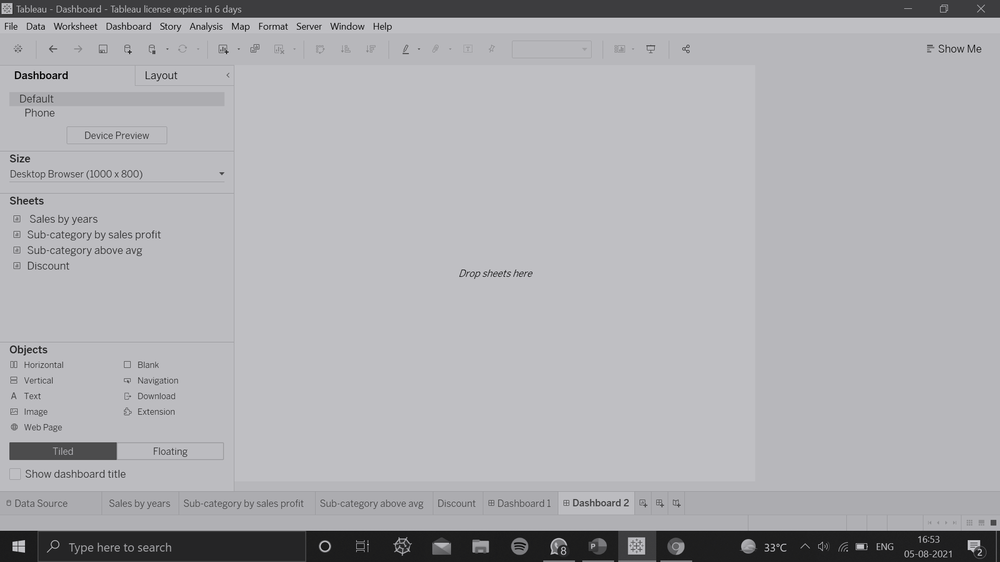 Tableau - Dashboard - Tableau license expires in 6 days
File Data Worksheet Dashboard Story Analysis Map Format Server Window Help
Show Me
Dashboard Layout
Default
Phone
Device Preview
Size
Desktop Browser (1000 x 800)
Sheets
Sales by years
Sub-category by sales profit
Sub-category above avg
Discount
Drop sheets here
Objects
Horizontal Blank
Vertical Navigation
A Text Download
Image Extension
Web Page
Tiled Floating
Show dashboard title
Data Source Sales by years Sub-category by sales profit Sub-category above avg Discount Dashboard 1 Dashboard 2
Type here to search
8
P
33°C
ENG
16:53
05-08-2021
2